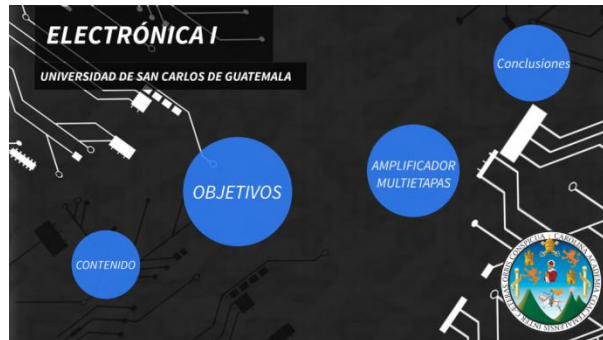 ELECTRÓNICA I
UNIVERSIDAD DE SAN CARLOS DE GUATEMALA
Conclusiones
AMPLIFICADOR
MULTIETAPAS
OBJETIVOS
CONTENIDO